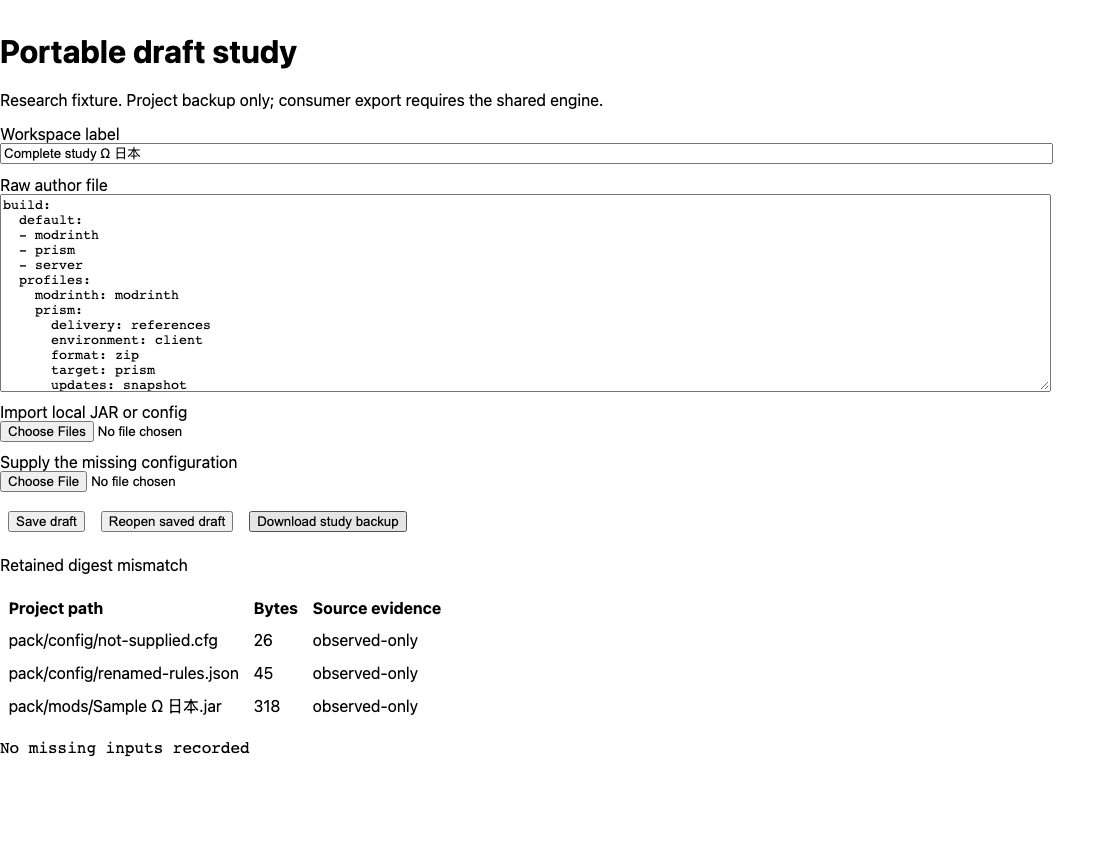 Portable draft study
Research fixture. Project backup only; consumer export requires the shared engine.
Workspace label
Complete study Ω 日本
Raw author file
build:
  default:
  - modrinth
  - prism
  - server
  profiles:
    modrinth: modrinth
    prism:
      delivery: references
      environment: client
      format: zip
      target: prism
      updates: snapshot
Import local JAR or config
Choose Files No file chosen
Supply the missing configuration
Choose File No file chosen
Save draft Reopen saved draft Download study backup
Retained digest mismatch
Project path Bytes Source evidence
pack/config/not-supplied.cfg 26 observed-only
pack/config/renamed-rules.json 45 observed-only
pack/mods/Sample Ω 日本.jar 318 observed-only
No missing inputs recorded